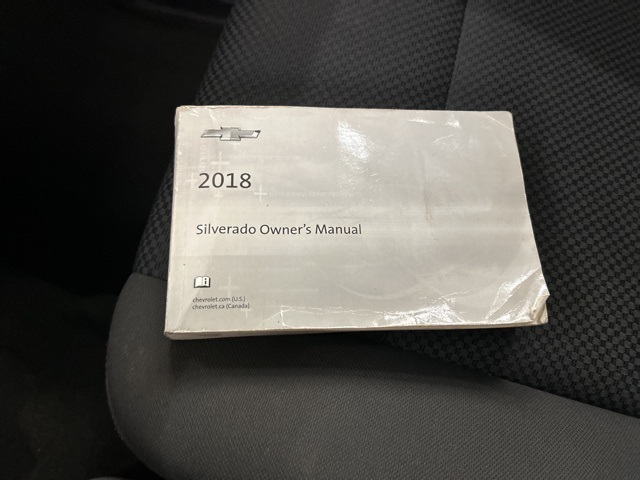 2018
Silverado Owner's Manual
chevrolet.com (U.S.)
chevrolet.ca (Canada)